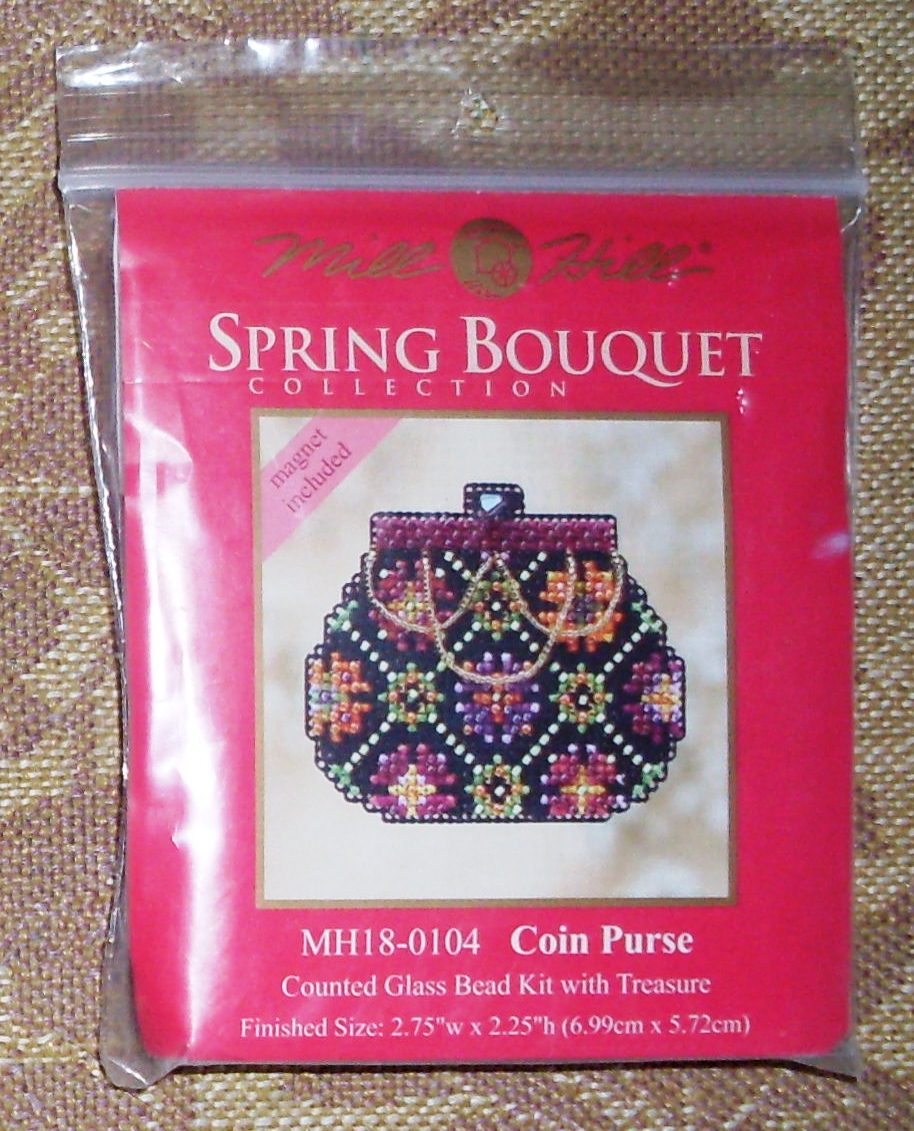 Mill Hill®
SPRING BOUQUET
COLLECTION
magnet
included
MH18-0104 Coin Purse
Counted Glass Bead Kit with Treasure
Finished Size: 2.75"w x 2.25"h (6.99cm x 5.72cm)